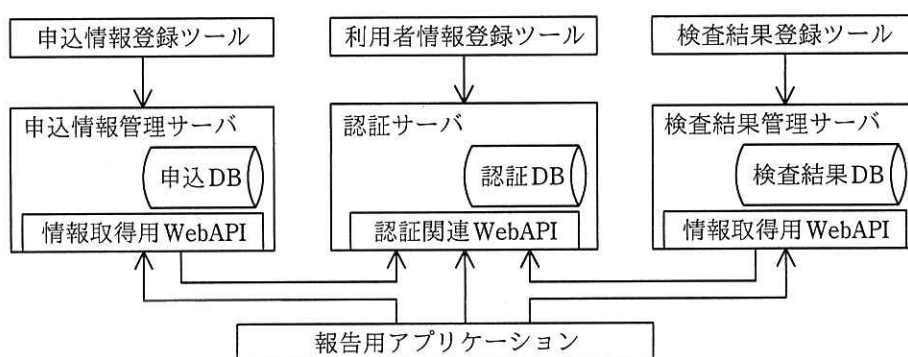 申込情報登録ツール
利用者情報登録ツール
検査結果登録ツール
申込情報管理サーバ
認証サーバ
検査結果管理サーバ
申込DB
認証DB
検査結果DB
情報取得用WebAPI
認証関連WebAPI
情報取得用WebAPI
報告用アプリケーション